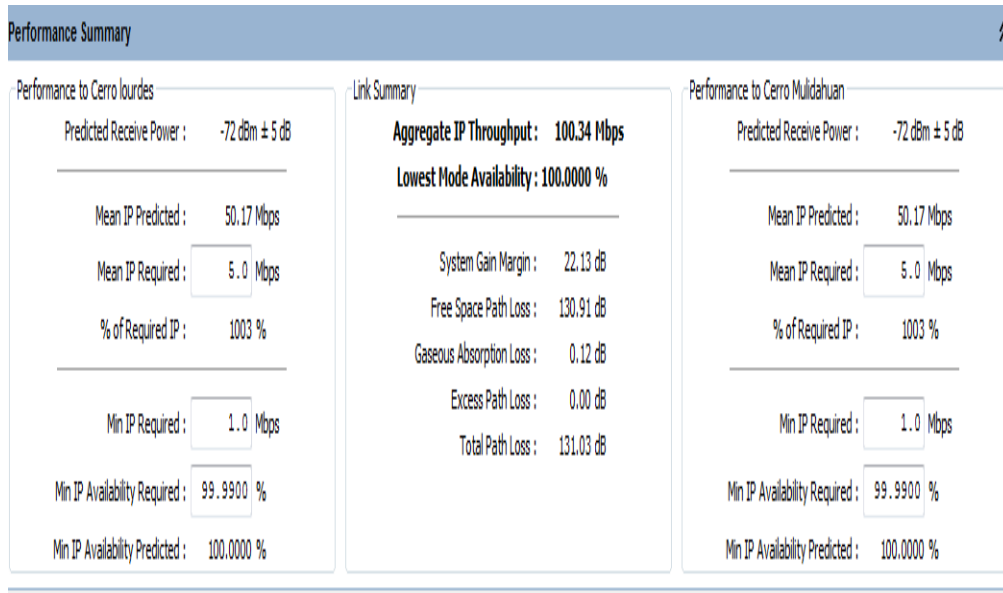 Performance Summary
Performance to Cerro lourdes
Predicted Receive Power : -72 dBm ± 5 dB
Mean IP Predicted : 50.17 Mbps
Mean IP Required : 5.0 Mbps
% of Required IP : 1003 %
Min IP Required : 1.0 Mbps
Min IP Availability Required : 99.9900 %
Min IP Availability Predicted : 100.0000 %
Link Summary
Aggregate IP Throughput : 100.34 Mbps
Lowest Mode Availability : 100.0000 %
System Gain Margin : 22.13 dB
Free Space Path Loss : 130.91 dB
Gaseous Absorption Loss : 0.12 dB
Excess Path Loss : 0.00 dB
Total Path Loss : 131.03 dB
Performance to Cerro Mulidahuan
Predicted Receive Power : -72 dBm ± 5 dB
Mean IP Predicted : 50.17 Mbps
Mean IP Required : 5.0 Mbps
% of Required IP : 1003 %
Min IP Required : 1.0 Mbps
Min IP Availability Required : 99.9900 %
Min IP Availability Predicted : 100.0000 %